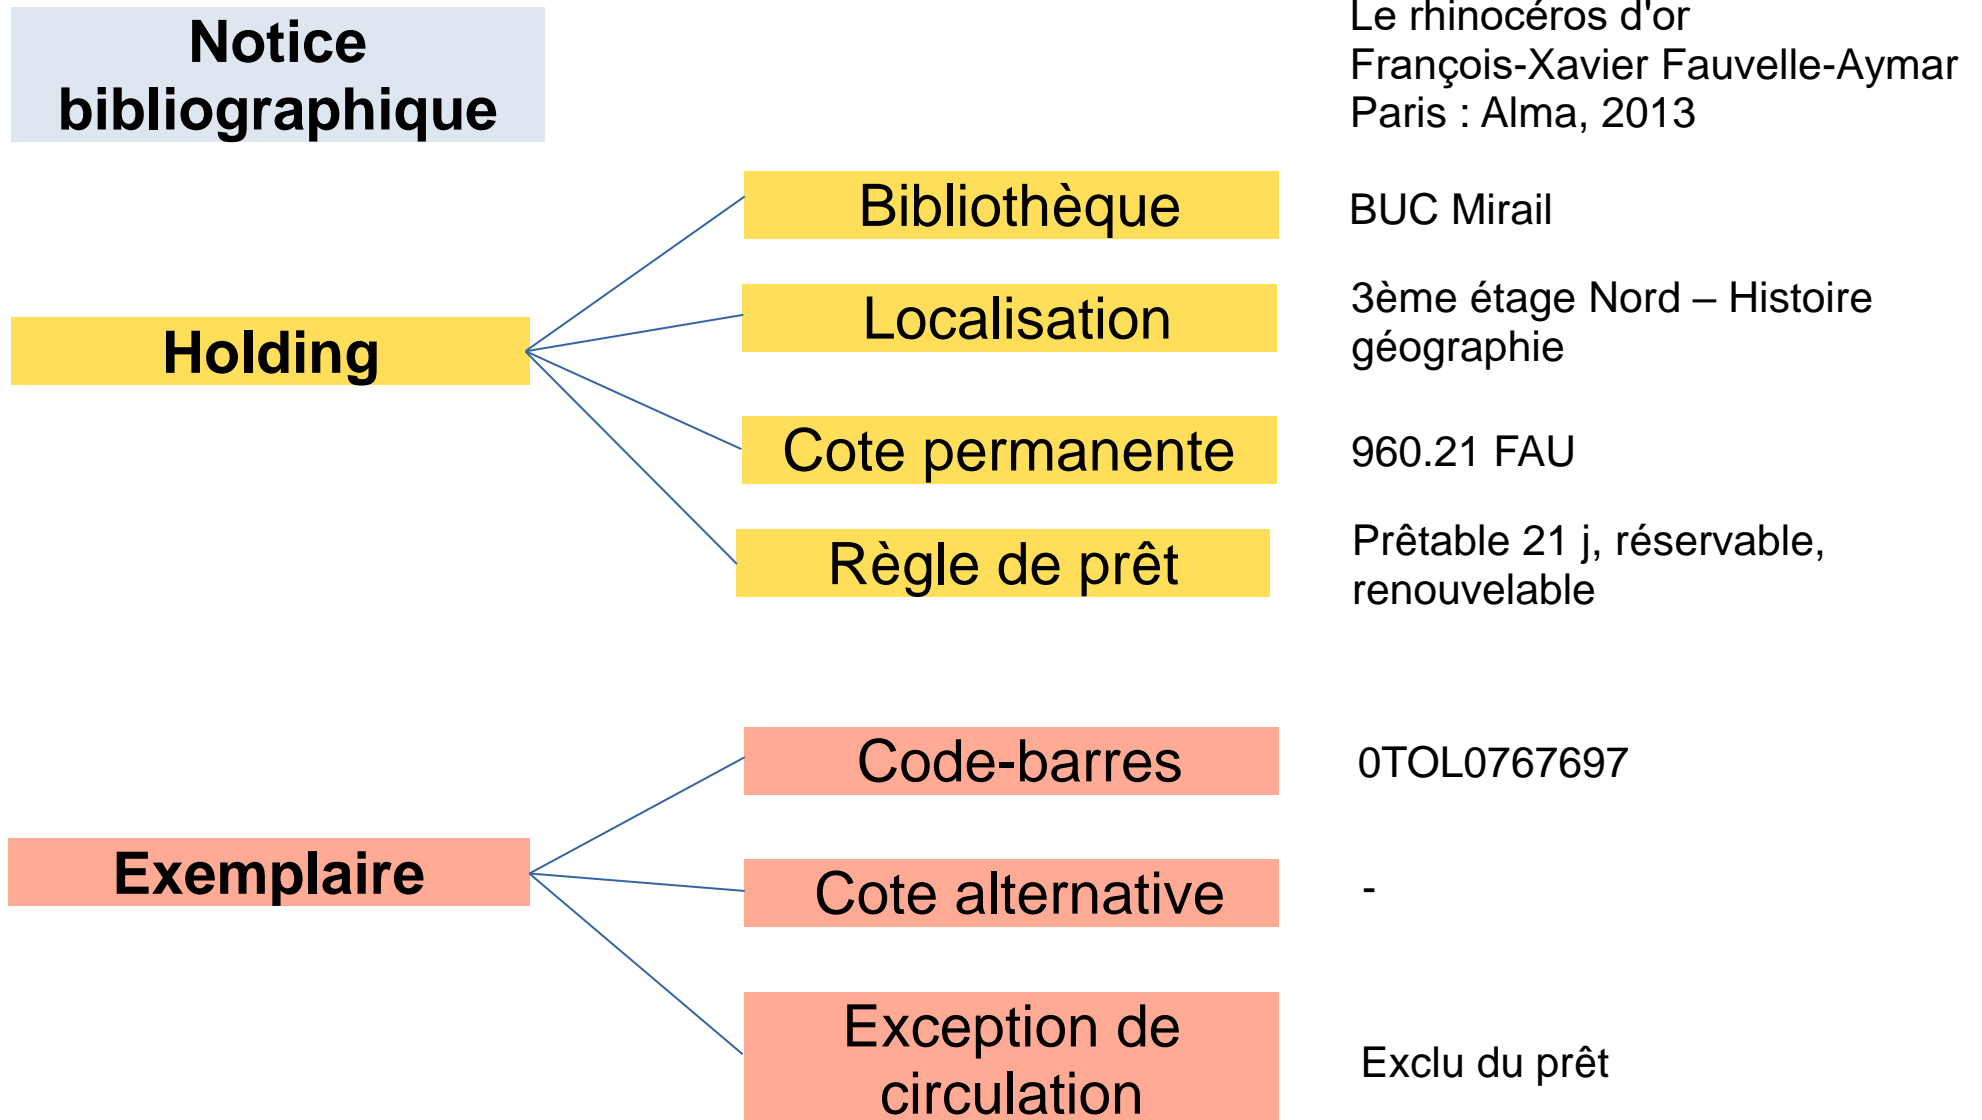 Notice
bibliographique
Le rhinocéros d'or
François-Xavier Fauvelle-Aymar
Paris : Alma, 2013
Holding
Bibliothèque
BUC Mirail
Localisation
3ème étage Nord – Histoire
géographie
Cote permanente
960.21 FAU
Règle de prêt
Prêtable 21 j, réservable,
renouvelable
Exemplaire
Code-barres
0TOL0767697
Cote alternative
-
Exception de
circulation
Exclu du prêt